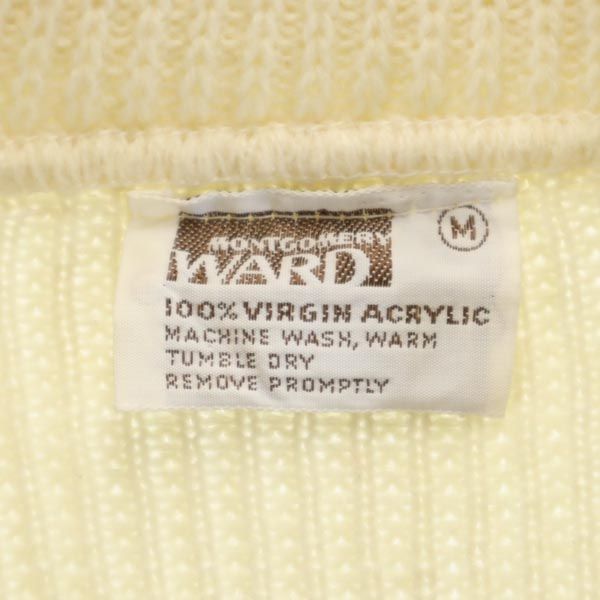 MONTGOMERY
WARD
M
100% VIRGIN ACRYLIC
MACHINE WASH, WARM
TUMBLE DRY
REMOVE PROMPTLY